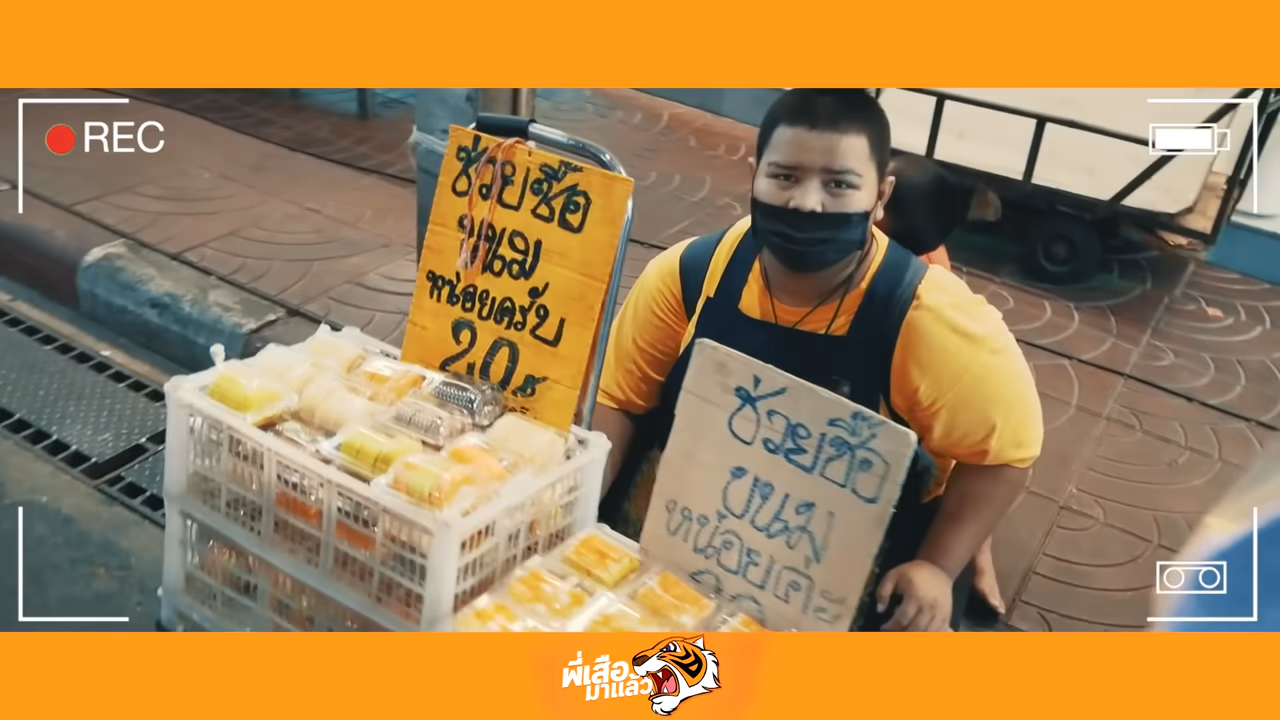 REC
ช่วยซื้อ
ขนม
หน่อยครับ
20.-
ช่วยซื้อ
ขนม
หน่อยค่ะ
พี่เสือ
มาแล้ว